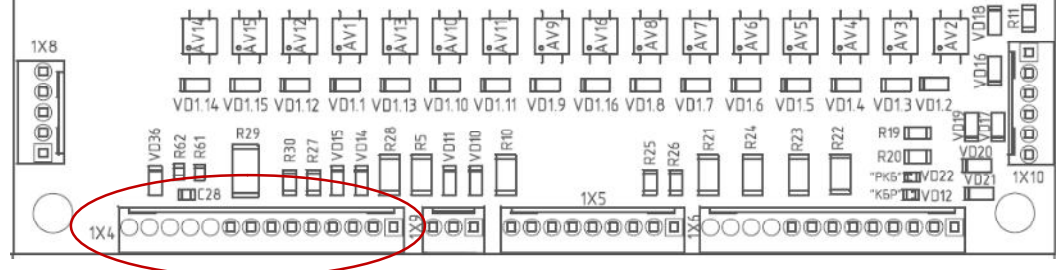 AV14 AV15 AV12 AV1 AV13 AV10 AV11 AV9 AV16 AV8 AV7 AV6 AV5 AV4 AV3 AV2 VD18 R11
1X8
VD16
VD1.14 VD1.15 VD1.12 VD1.1 VD1.13 VD1.10 VD1.11 VD1.9 VD1.16 VD1.8 VD1.7 VD1.6 VD1.5 VD1.4 VD1.3 VD1.2
VD19 VD17
VD36 R62 R61 R29 R30 R27 VD15 VD14 R28 R5 VD11 VD10 R10 R25 R26 R21 R24 R23 R22 R19
R20 VD20
"РКБ" VD22 VD21 1X10
C28 "КБР" VD12
1X4 1X9 1X5 1X6